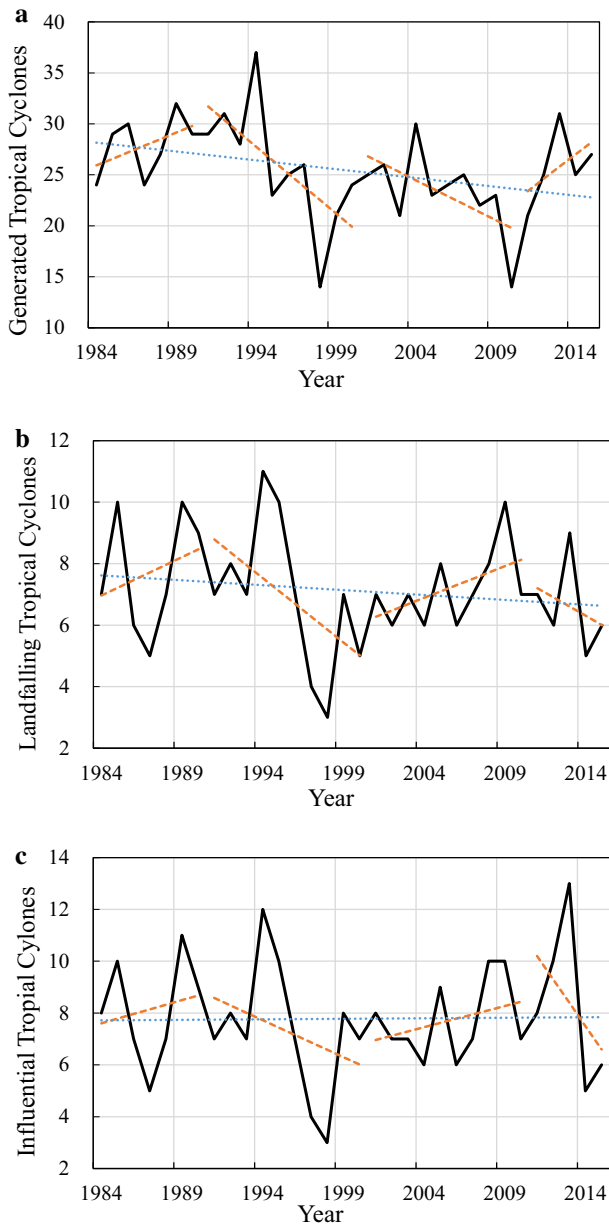 a
40
35
30
25
20
15
10
Generated Tropical Cyclones
1984 1989 1994 1999 2004 2009 2014
Year
b
12
10
8
6
4
2
Landfalling Tropical Cyclones
1984 1989 1994 1999 2004 2009 2014
Year
c
14
12
10
8
6
4
2
Influential Tropial Cylones
1984 1989 1994 1999 2004 2009 2014
Year